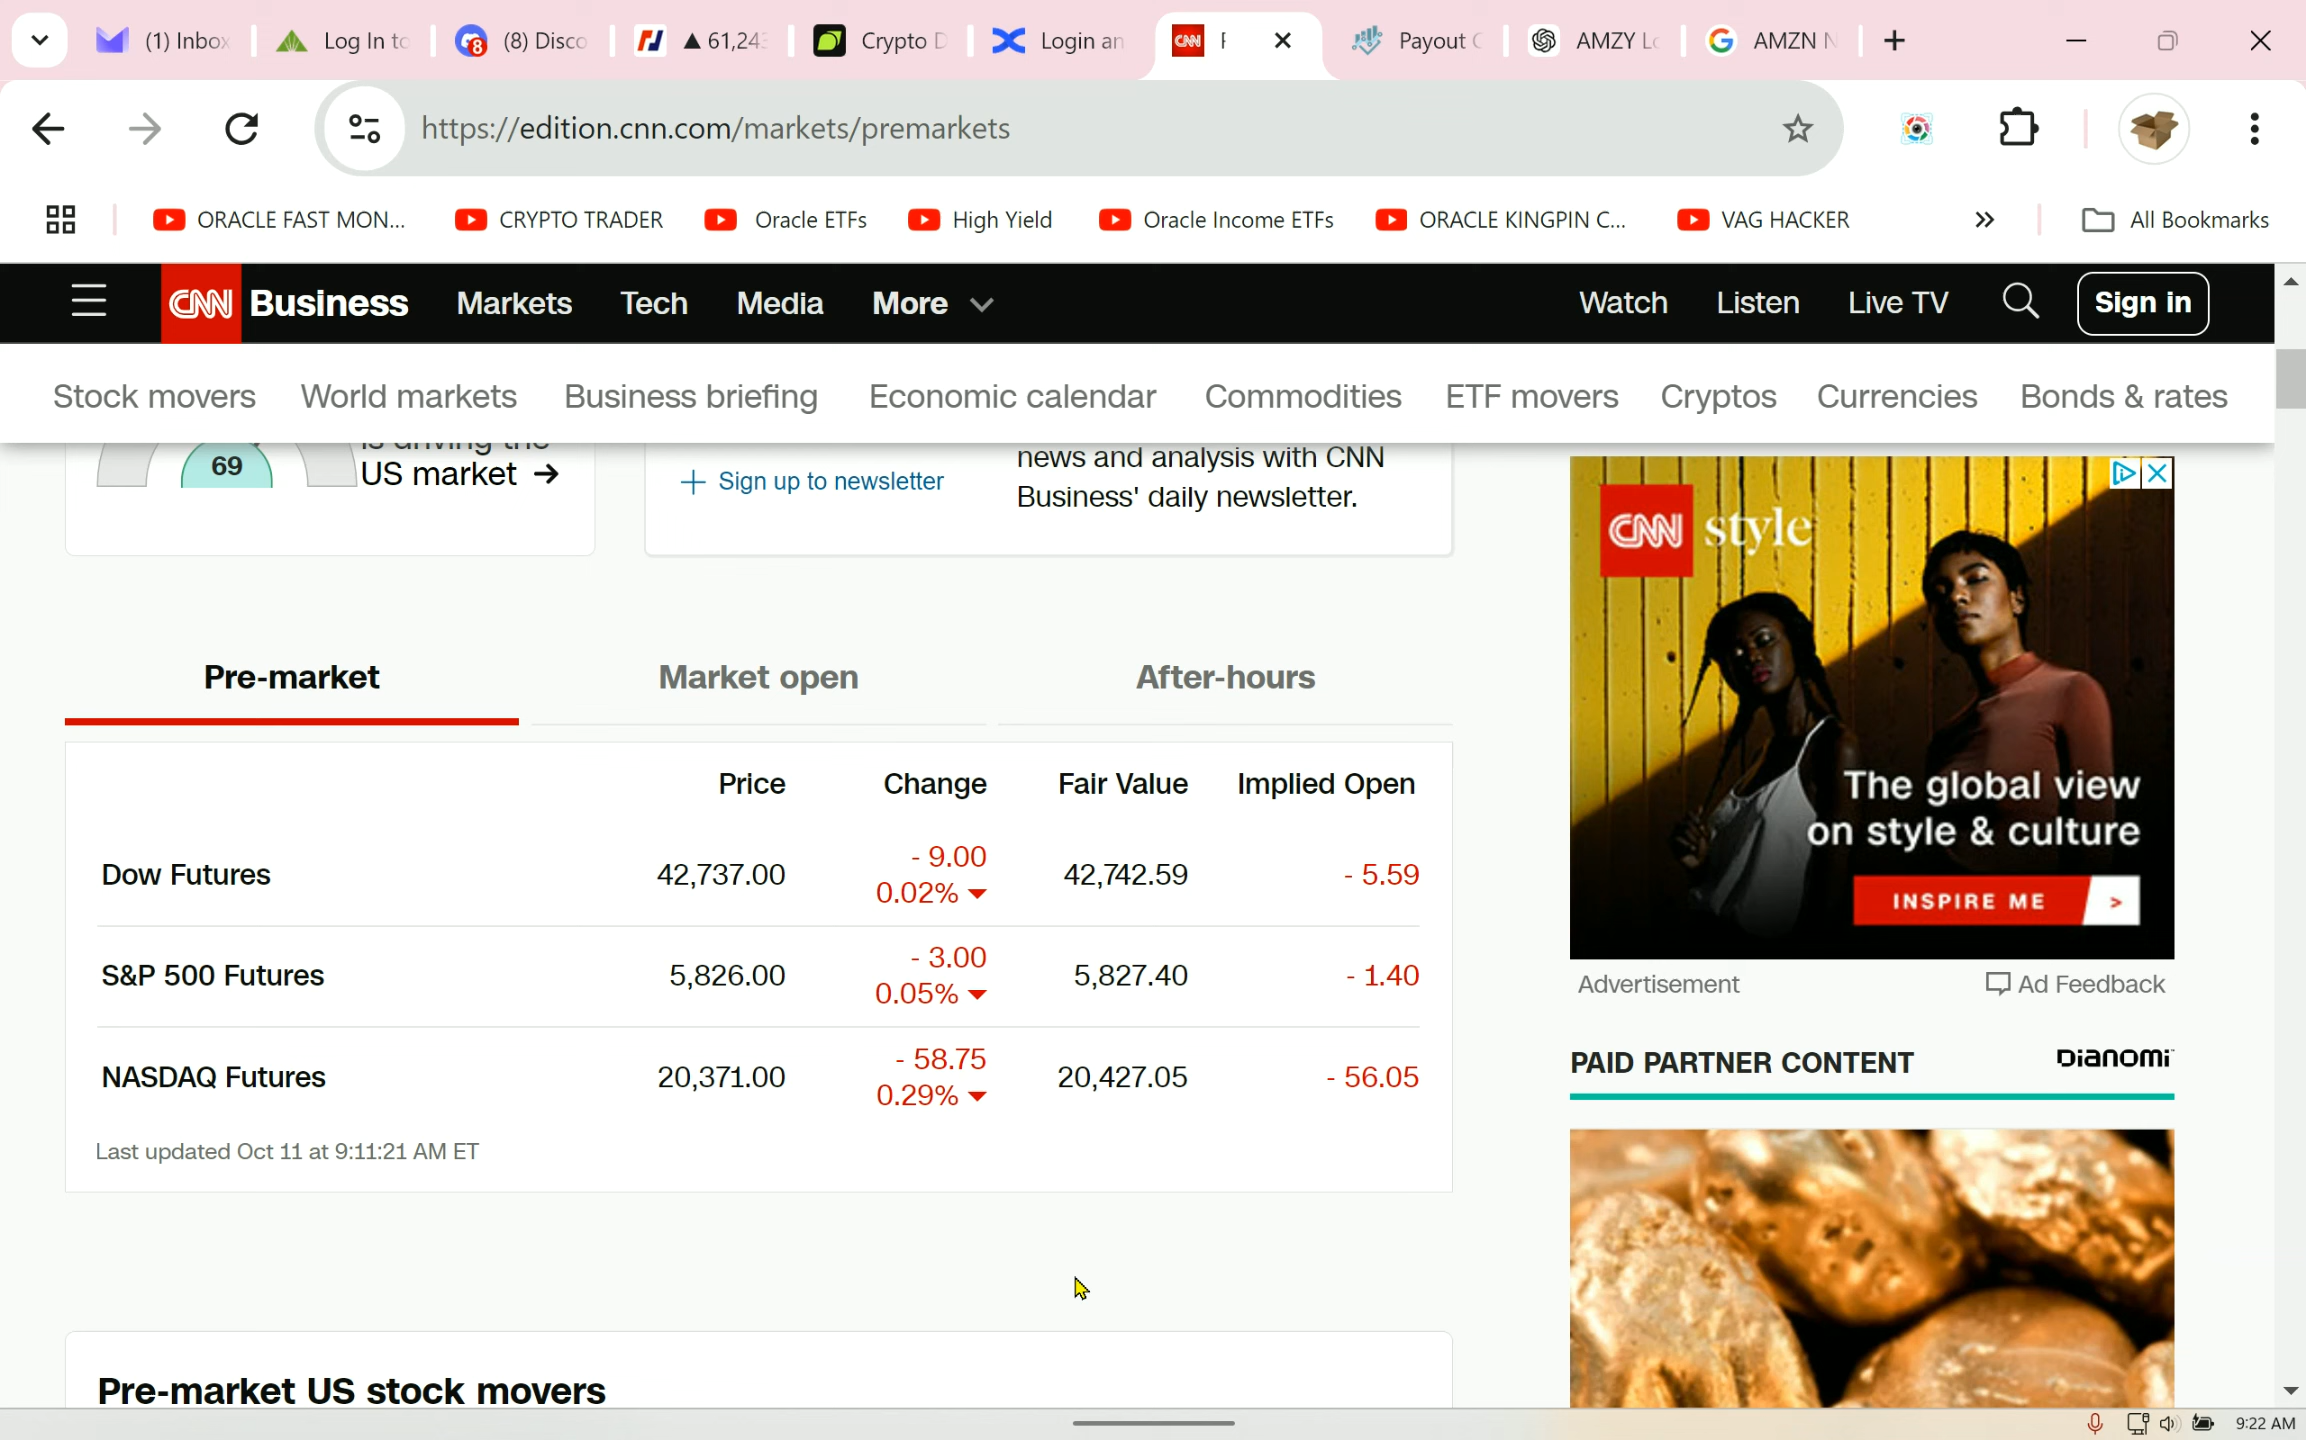 (1) Inbox
Log In to
8
(8) Disco
▲ 61,243
Crypto D
Login an
CNN
Payout
AMZY Lo
AMZN N
https://edition.cnn.com/markets/premarkets
ORACLE FAST MON...
CRYPTO TRADER
Oracle ETFs
High Yield
Oracle Income ETFs
ORACLE KINGPIN C...
VAG HACKER
»
All Bookmarks
CNN Business
Markets
Tech
Media
More
Watch
Listen
Live TV
Sign in
Stock movers
World markets
Business briefing
Economic calendar
Commodities
ETF movers
Cryptos
Currencies
Bonds & rates
69
is driving the
US market →
+ Sign up to newsletter
news and analysis with CNN
Business' daily newsletter.
CNN style
The global view
on style & culture
INSPIRE ME >
Advertisement
Ad Feedback
Pre-market
Market open
After-hours
Price Change Fair Value Implied Open
Dow Futures 42,737.00 - 9.00 0.02% ▼ 42,742.59 - 5.59
S&P 500 Futures 5,826.00 - 3.00 0.05% ▼ 5,827.40 - 1.40
NASDAQ Futures 20,371.00 - 58.75 0.29% ▼ 20,427.05 - 56.05
Last updated Oct 11 at 9:11:21 AM ET
PAID PARTNER CONTENT
DIANOMI
Pre-market US stock movers
9:22 AM